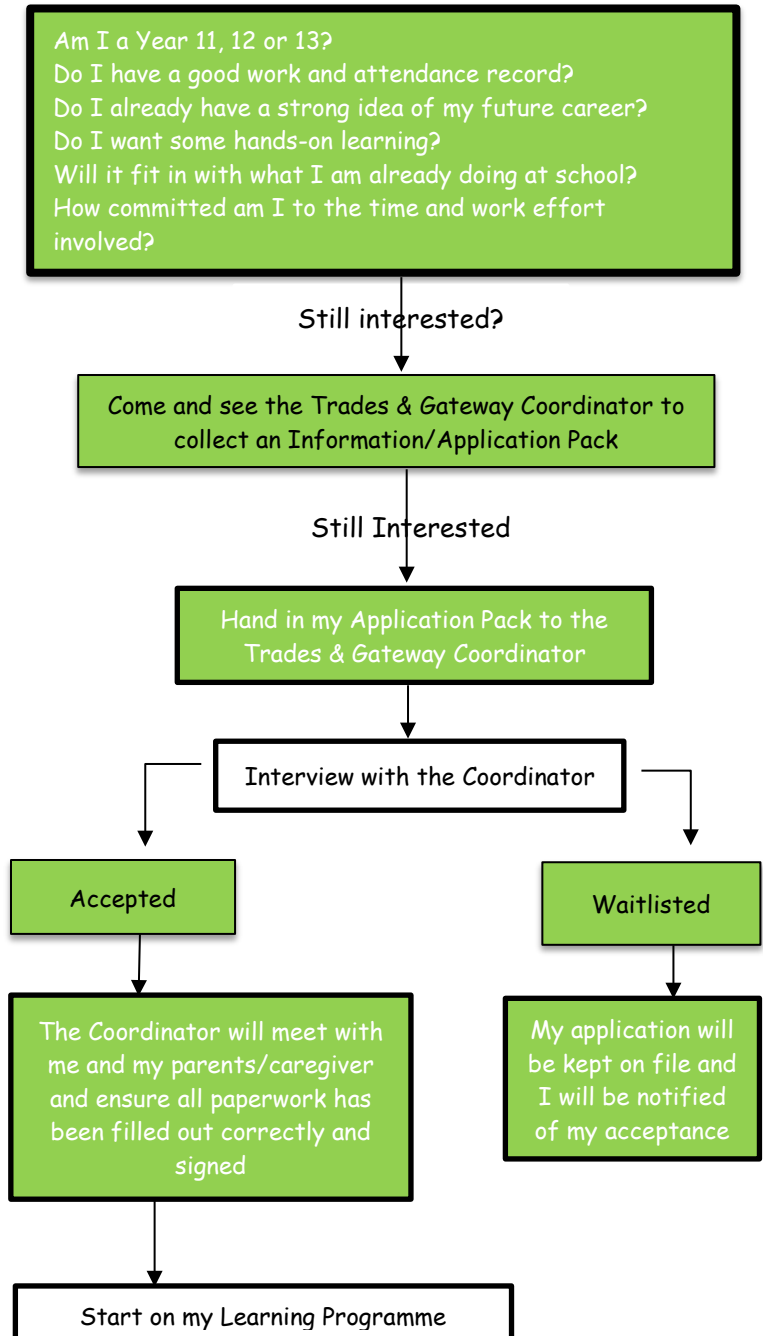 Am I a Year 11, 12 or 13?
Do I have a good work and attendance record?
Do I already have a strong idea of my future career?
Do I want some hands-on learning?
Will it fit in with what I am already doing at school?
How committed am I to the time and work effort
involved?
Still interested?
Come and see the Trades & Gateway Coordinator to
collect an Information/Application Pack
Still Interested
Hand in my Application Pack to the
Trades & Gateway Coordinator
Interview with the Coordinator
Accepted
Waitlisted
The Coordinator will meet with
me and my parents/caregiver
and ensure all paperwork has
been filled out correctly and
signed
My application will
be kept on file and
I will be notified
of my acceptance
Start on my Learning Programme